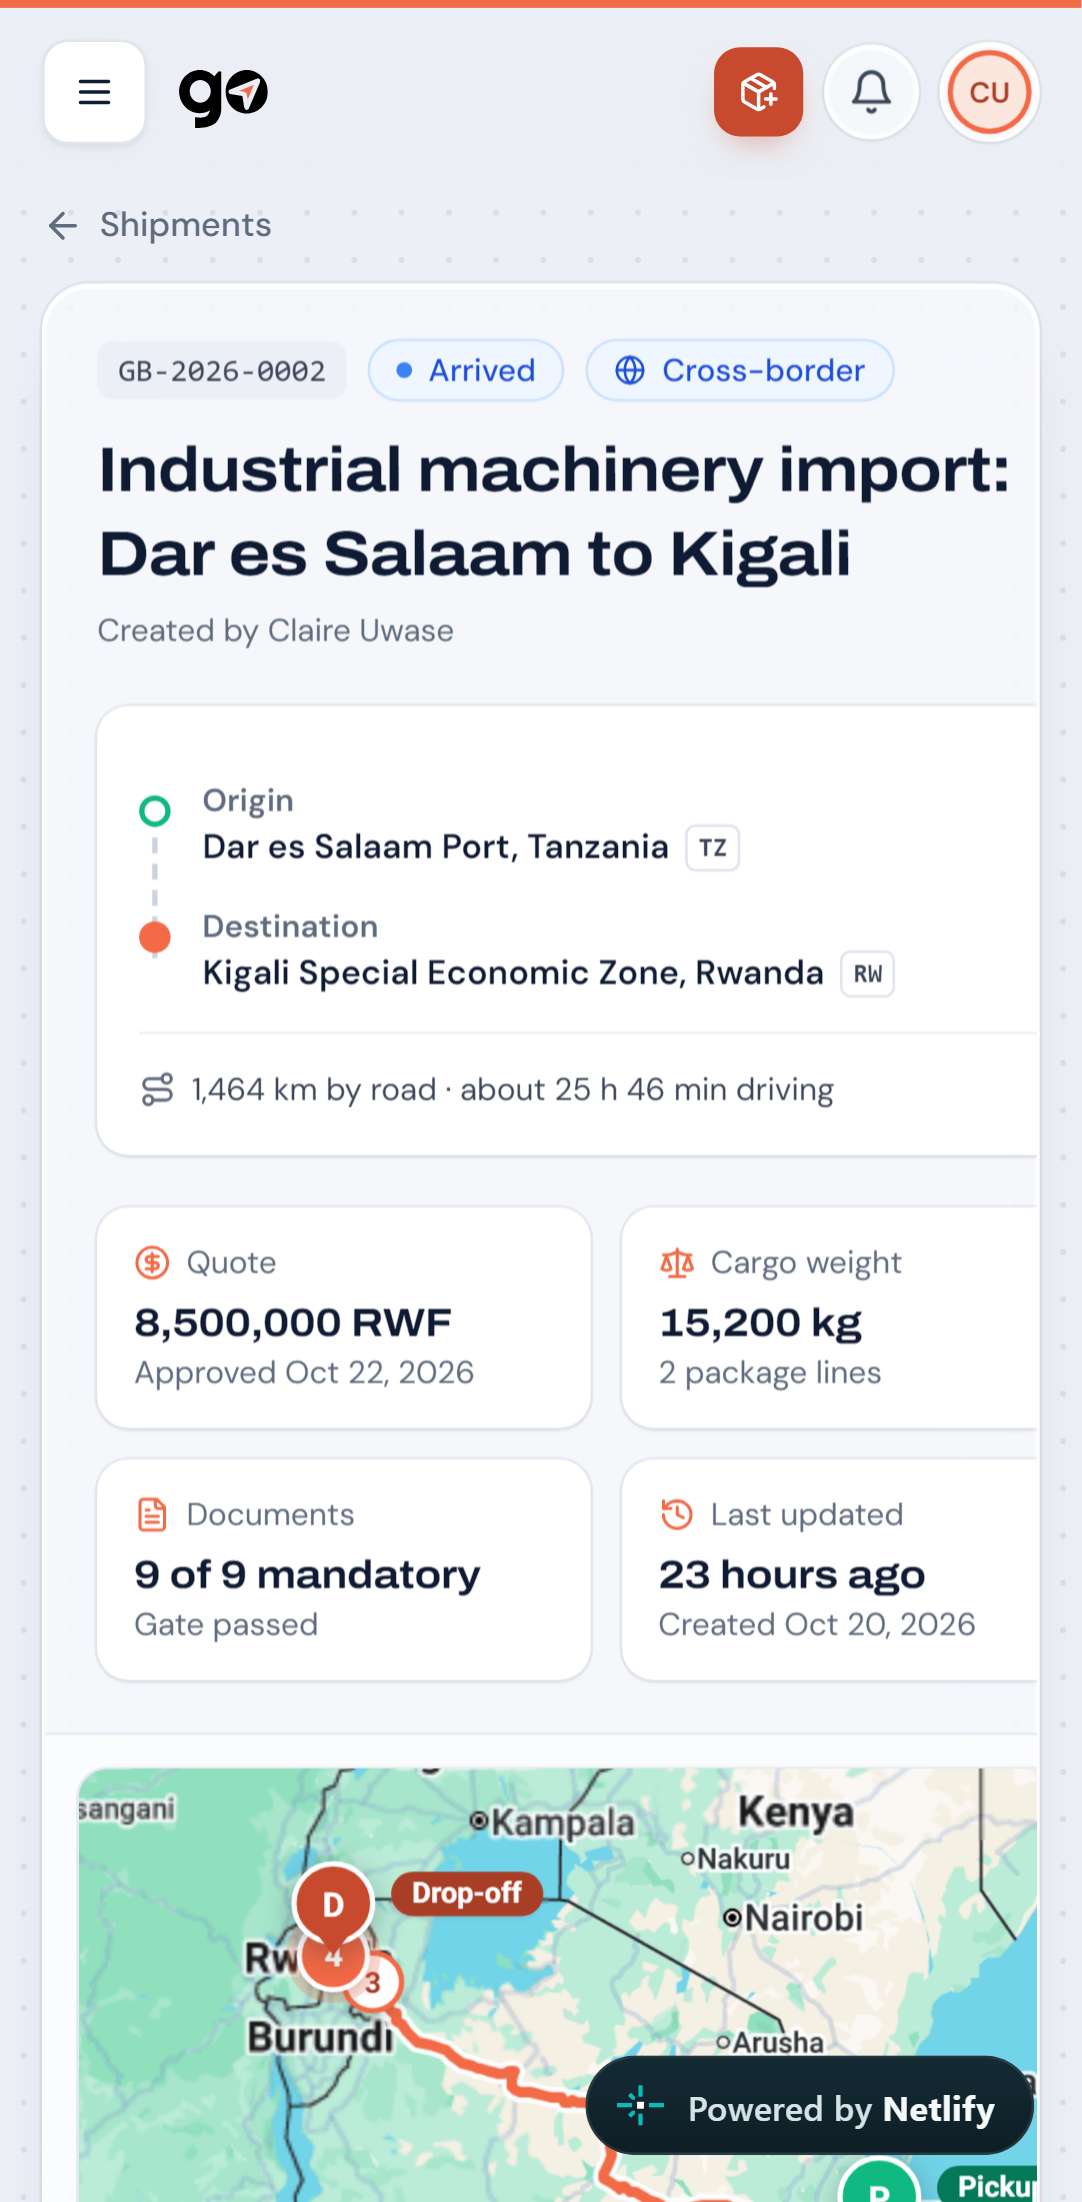 go
CU
Shipments
GB-2026-0002
Arrived
Cross-border
Industrial machinery import:
Dar es Salaam to Kigali
Created by Claire Uwase
Origin
Dar es Salaam Port, Tanzania TZ
Destination
Kigali Special Economic Zone, Rwanda RW
1,464 km by road · about 25 h 46 min driving
Quote
8,500,000 RWF
Approved Oct 22, 2026
Cargo weight
15,200 kg
2 package lines
Documents
9 of 9 mandatory
Gate passed
Last updated
23 hours ago
Created Oct 20, 2026
sangani
Kampala
Kenya
Nakuru
D
Drop-off
Nairobi
Rw
4
3
Burundi
Arusha
Powered by Netlify
P
Pickup